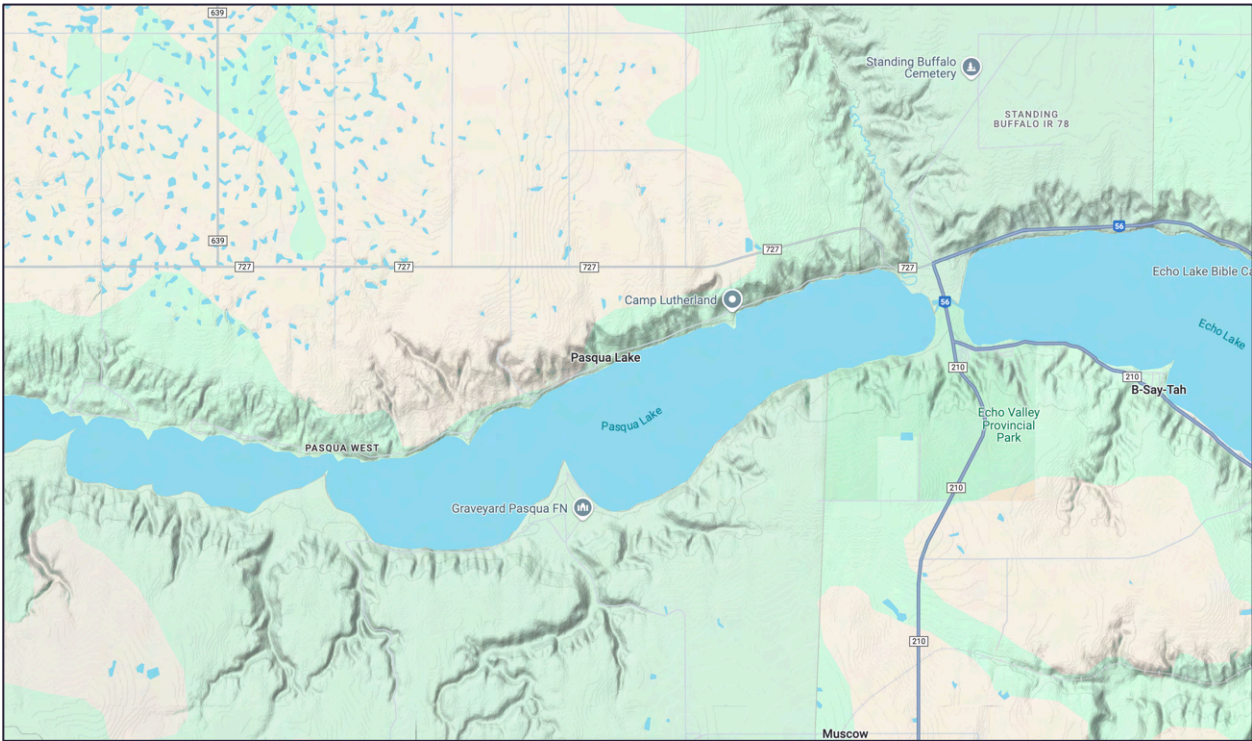 639
Standing Buffalo
Cemetery
STANDING
BUFFALO IR 78
56
639
727
727
727
727
727
Echo Lake Bible Ca
Camp Lutherland
56
Echo Lake
Pasqua Lake
210
210
B-Say-Tah
Pasqua Lake
Echo Valley
Provincial
Park
PASQUA WEST
210
Graveyard Pasqua FN
210
Muscow